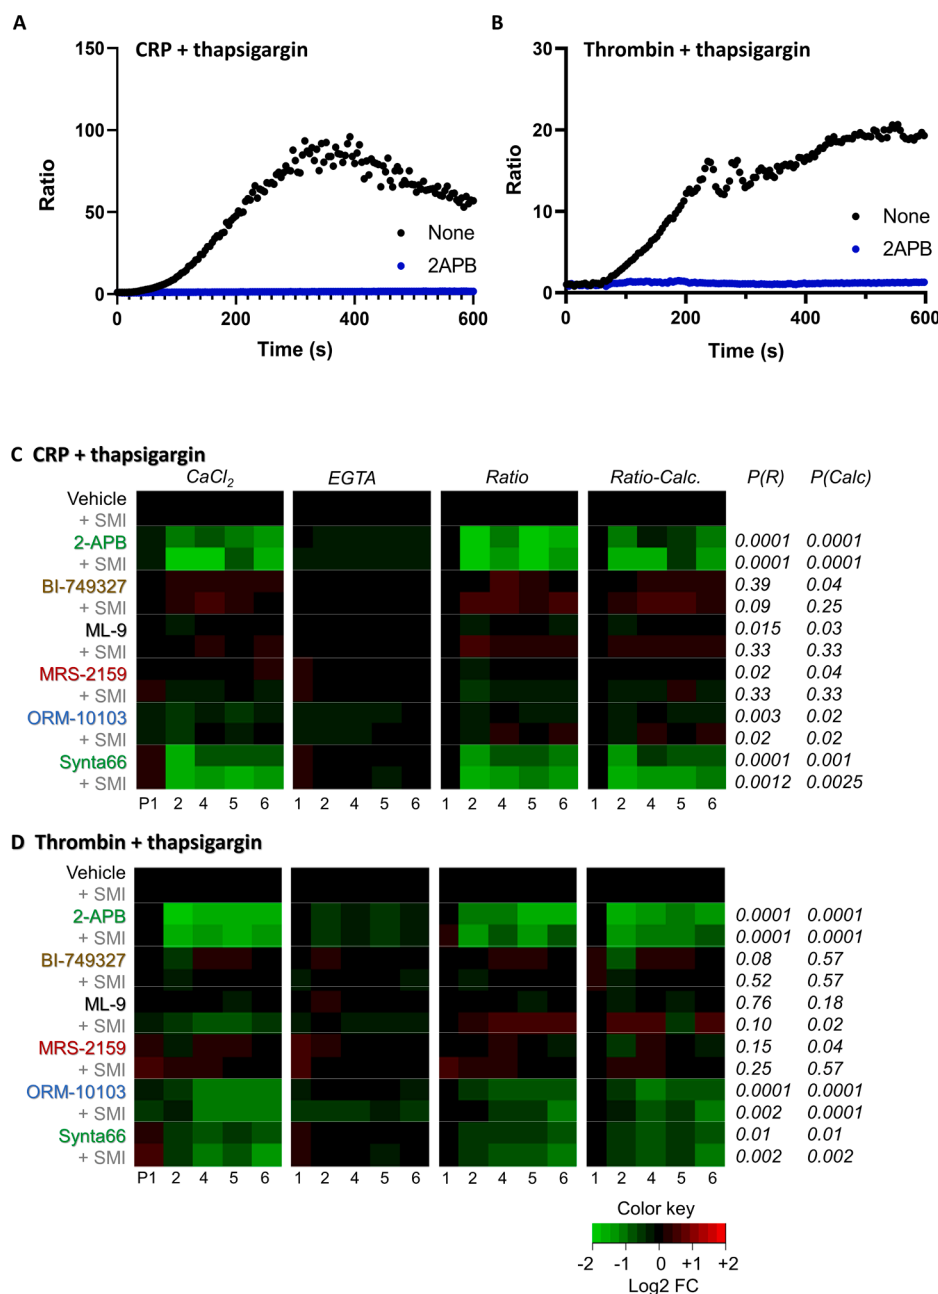 A
CRP + thapsigargin
150
100
50
0
Ratio
None
2APB
0 200 400 600
Time (s)
B
Thrombin + thapsigargin
30
20
10
0
Ratio
None
2APB
0 200 400 600
Time (s)
C CRP + thapsigargin
CaCl2 EGTA Ratio Ratio-Calc. P(R) P(Calc)
Vehicle
+ SMI
2-APB 0.0001 0.0001
+ SMI 0.0001 0.0001
BI-749327 0.39 0.04
+ SMI 0.09 0.25
ML-9 0.015 0.03
+ SMI 0.33 0.33
MRS-2159 0.02 0.04
+ SMI 0.33 0.33
ORM-10103 0.003 0.02
+ SMI 0.02 0.02
Synta66 0.0001 0.001
+ SMI 0.0012 0.0025
P1 2 4 5 6 1 2 4 5 6 1 2 4 5 6 1 2 4 5 6
D Thrombin + thapsigargin
Vehicle
+ SMI
2-APB 0.0001 0.0001
+ SMI 0.0001 0.0001
BI-749327 0.08 0.57
+ SMI 0.52 0.57
ML-9 0.76 0.18
+ SMI 0.10 0.02
MRS-2159 0.15 0.04
+ SMI 0.25 0.57
ORM-10103 0.0001 0.0001
+ SMI 0.002 0.0001
Synta66 0.01 0.01
+ SMI 0.002 0.002
P1 2 4 5 6 1 2 4 5 6 1 2 4 5 6 1 2 4 5 6
Color key
-2 -1 0 +1 +2
Log2 FC